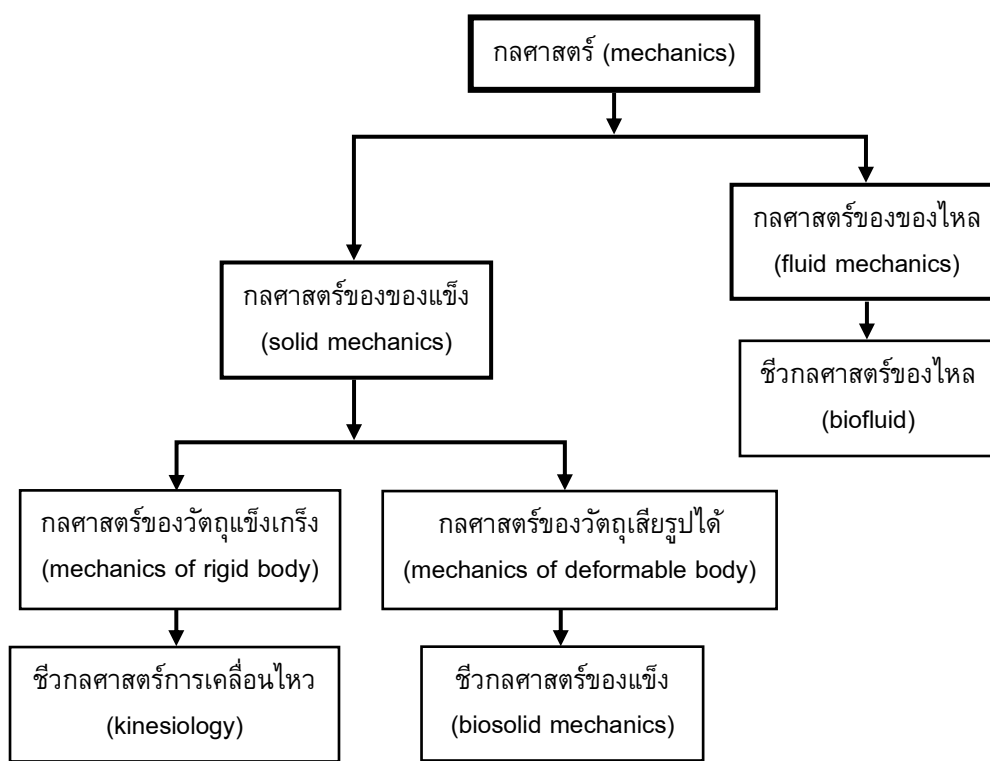 กลศาสตร์ (mechanics)
กลศาสตร์ของของไหล
(fluid mechanics)
กลศาสตร์ของของแข็ง
(solid mechanics)
ชีวกลศาสตร์ของไหล
(biofluid)
กลศาสตร์ของวัตถุแข็งเกร็ง
(mechanics of rigid body)
กลศาสตร์ของวัตถุเสียรูปได้
(mechanics of deformable body)
ชีวกลศาสตร์การเคลื่อนไหว
(kinesiology)
ชีวกลศาสตร์ของแข็ง
(biosolid mechanics)